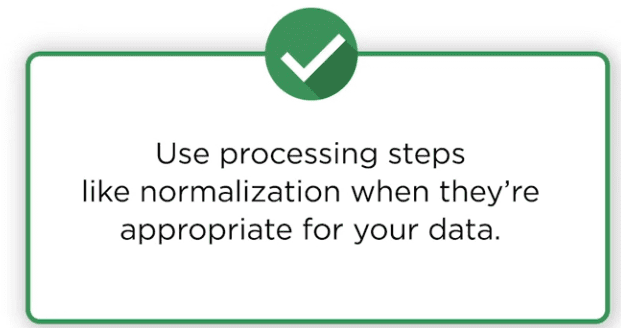 Use processing steps
like normalization when they’re
appropriate for your data.